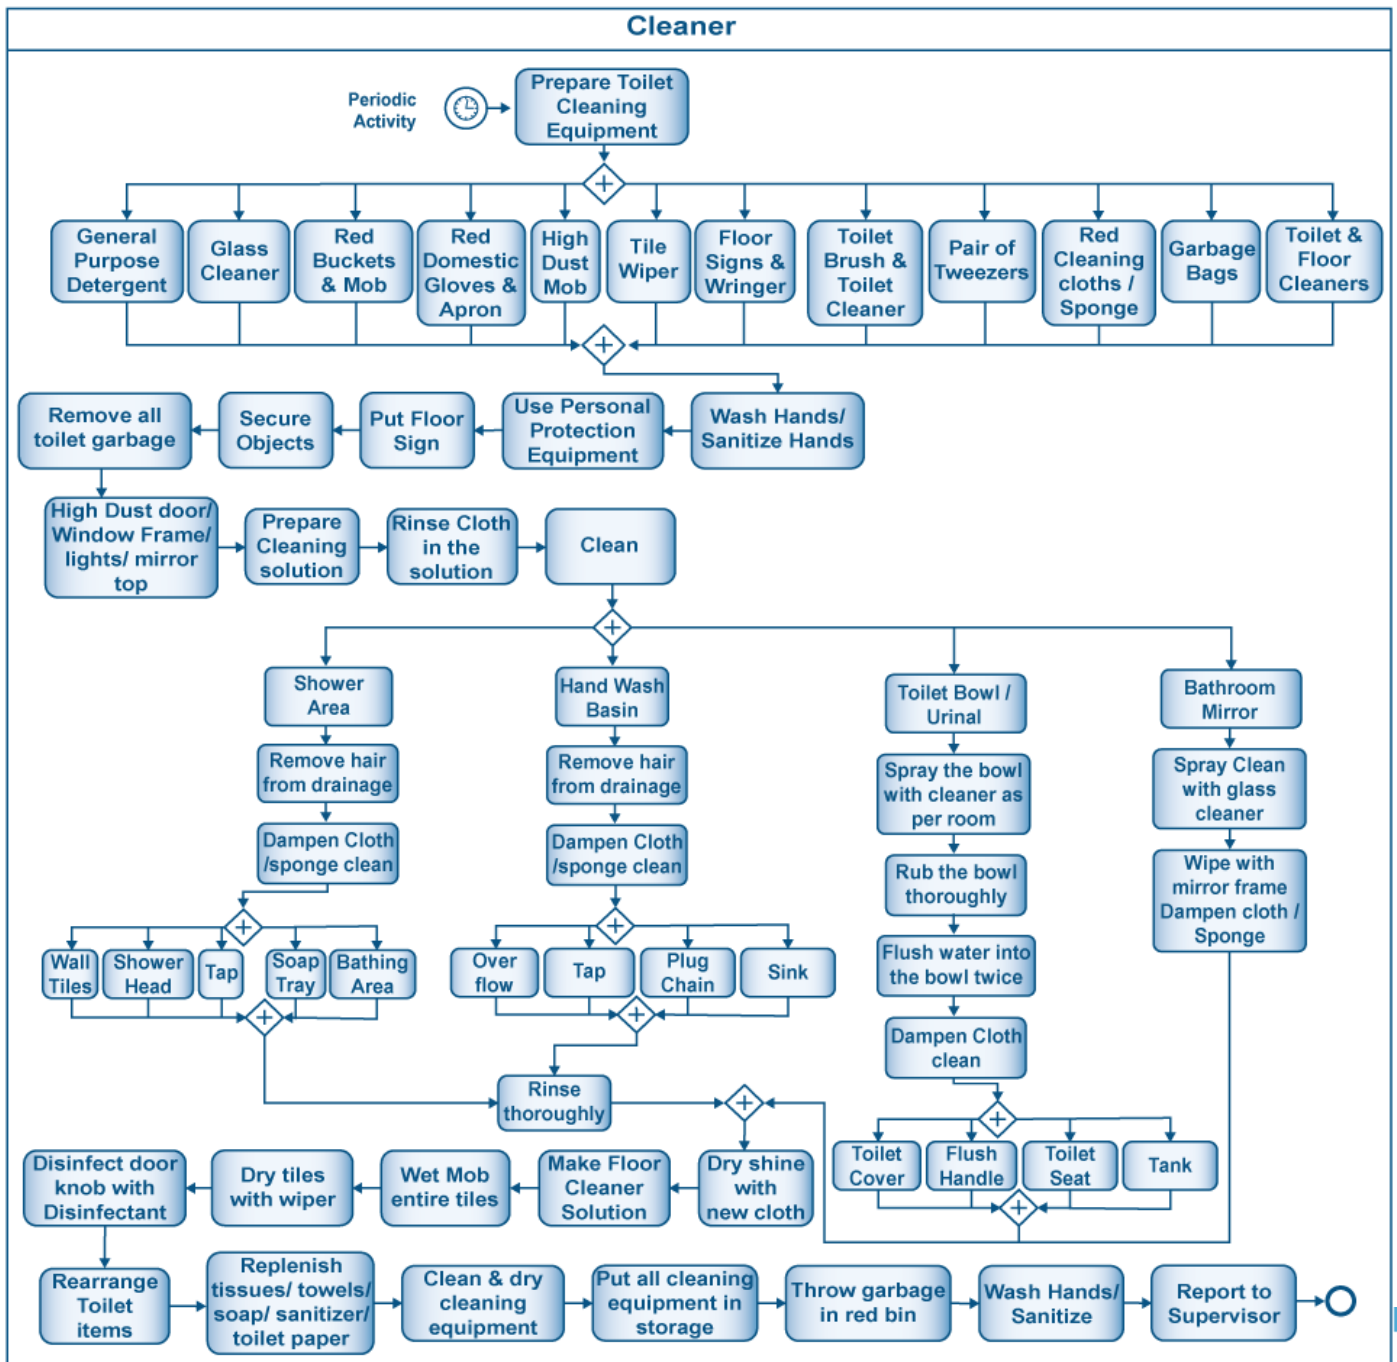 Cleaner
Periodic
Activity
Prepare Toilet
Cleaning
Equipment
General
Purpose
Detergent
Glass
Cleaner
Red
Buckets
& Mob
Red
Domestic
Gloves &
Apron
High
Dust
Mob
Tile
Wiper
Floor
Signs &
Wringer
Toilet
Brush &
Toilet
Cleaner
Pair of
Tweezers
Red
Cleaning
cloths /
Sponge
Garbage
Bags
Toilet &
Floor
Cleaners
Wash Hands/
Sanitize Hands
Use Personal
Protection
Equipment
Put Floor
Sign
Secure
Objects
Remove all
toilet garbage
High Dust door/
Window Frame/
lights/ mirror
top
Prepare
Cleaning
solution
Rinse Cloth
in the
solution
Clean
Shower
Area
Remove hair
from drainage
Dampen Cloth
/sponge clean
Wall
Tiles
Shower
Head
Tap
Soap
Tray
Bathing
Area
Hand Wash
Basin
Remove hair
from drainage
Dampen Cloth
/sponge clean
Over
flow
Tap
Plug
Chain
Sink
Rinse
thoroughly
Toilet Bowl /
Urinal
Spray the bowl
with cleaner as
per room
Rub the bowl
thoroughly
Flush water into
the bowl twice
Dampen Cloth
clean
Toilet
Cover
Flush
Handle
Toilet
Seat
Tank
Bathroom
Mirror
Spray Clean
with glass
cleaner
Wipe with
mirror frame
Dampen cloth /
Sponge
Dry shine
with
new cloth
Make Floor
Cleaner
Solution
Wet Mob
entire tiles
Dry tiles
with wiper
Disinfect door
knob with
Disinfectant
Rearrange
Toilet
items
Replenish
tissues/ towels/
soap/ sanitizer/
toilet paper
Clean & dry
cleaning
equipment
Put all cleaning
equipment in
storage
Throw garbage
in red bin
Wash Hands/
Sanitize
Report to
Supervisor